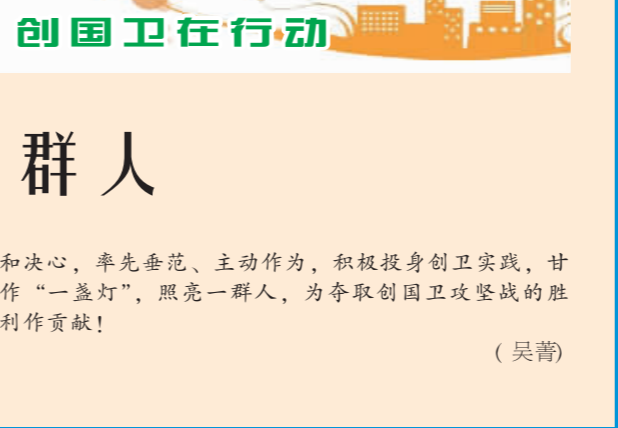 创国卫在行动
群人
和决心，率先垂范、主动作为，积极投身创卫实践，甘
作“一盏灯”，照亮一群人，为夺取创国卫攻坚战的胜
利作贡献！
（吴菁）